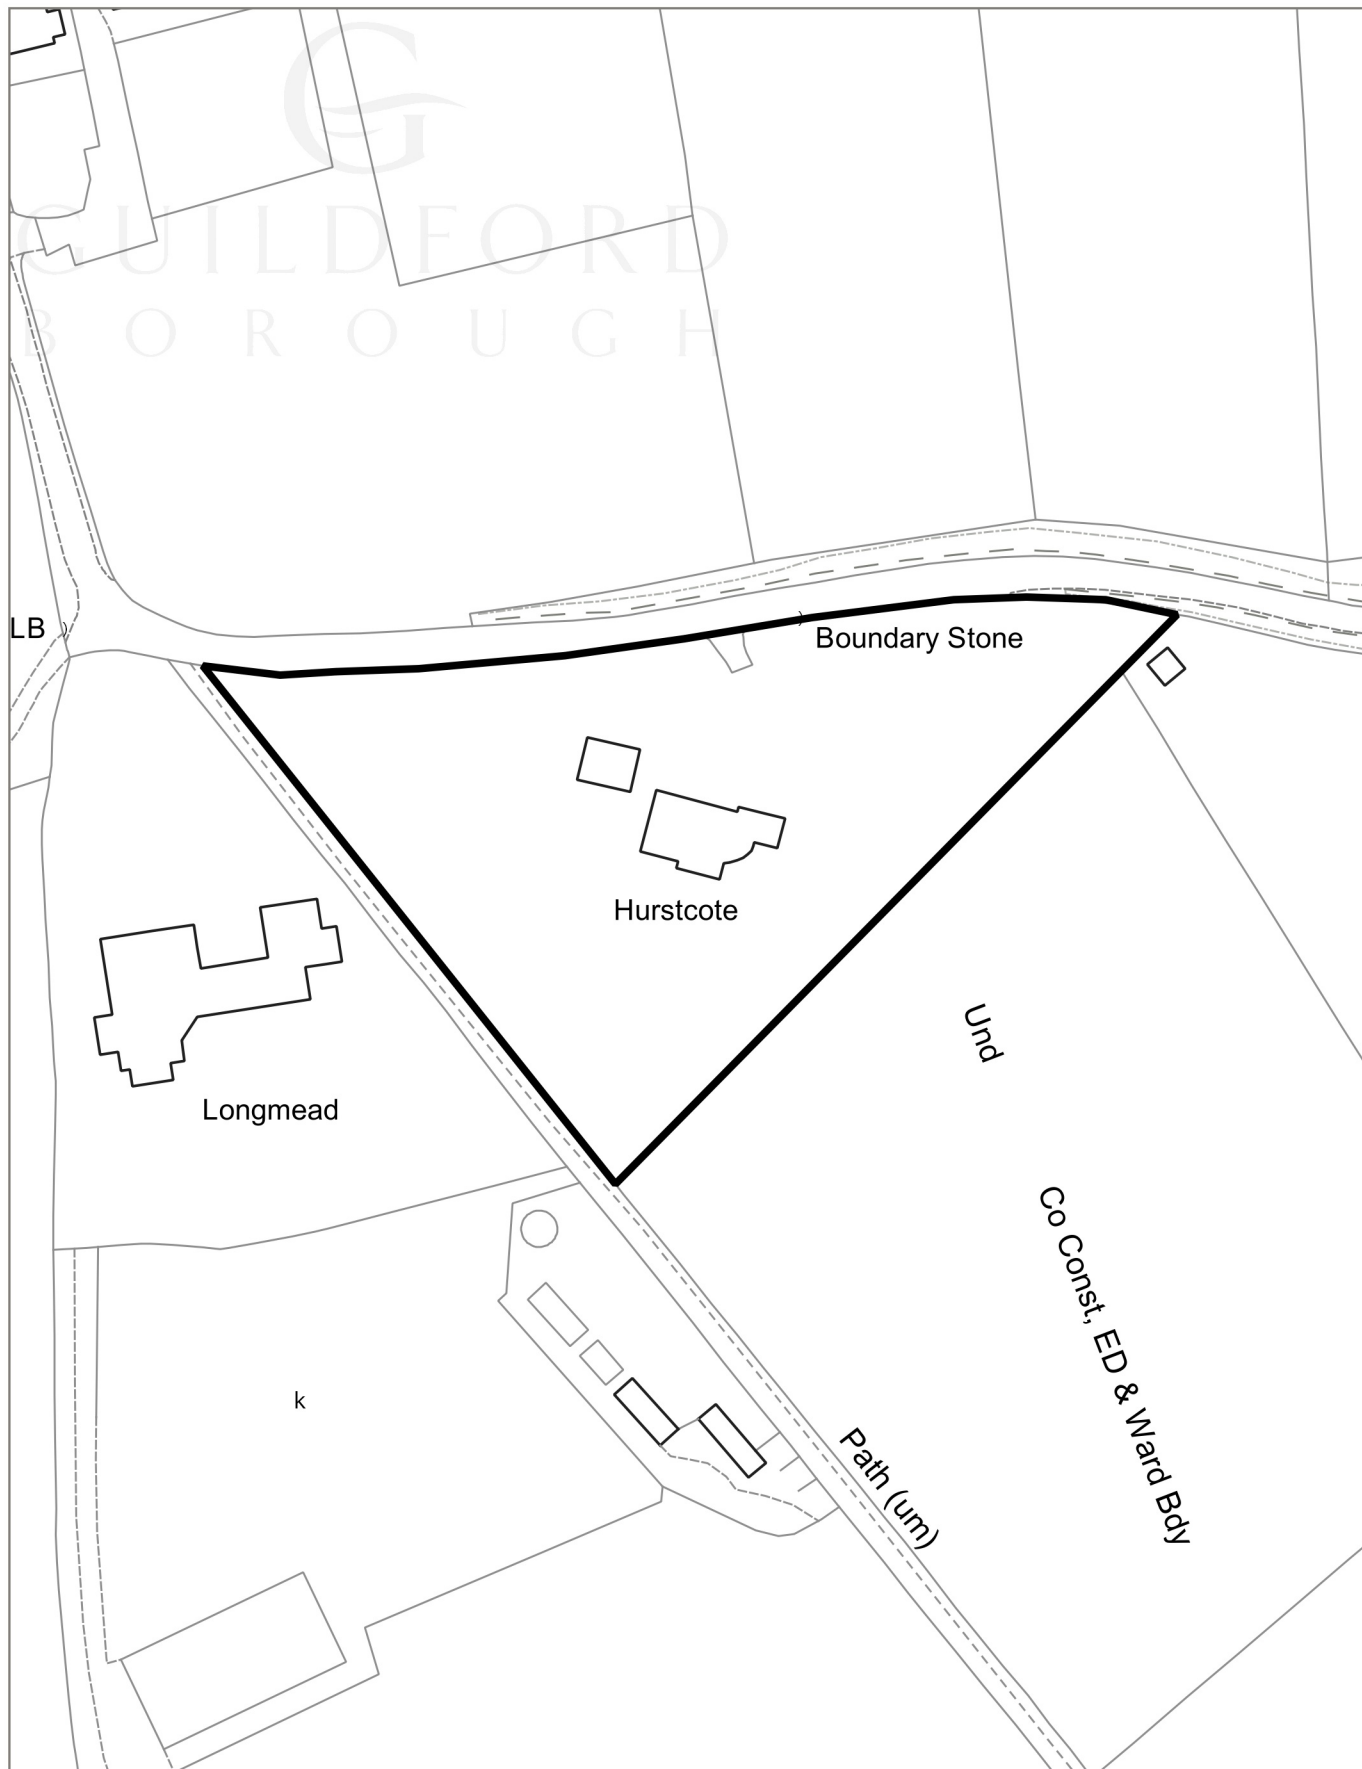 GUILDFORD
BOROUGH
LB
Boundary Stone
Hurstcote
Und
Longmead
Co Const, ED & Ward Bdy
k
Path (um)